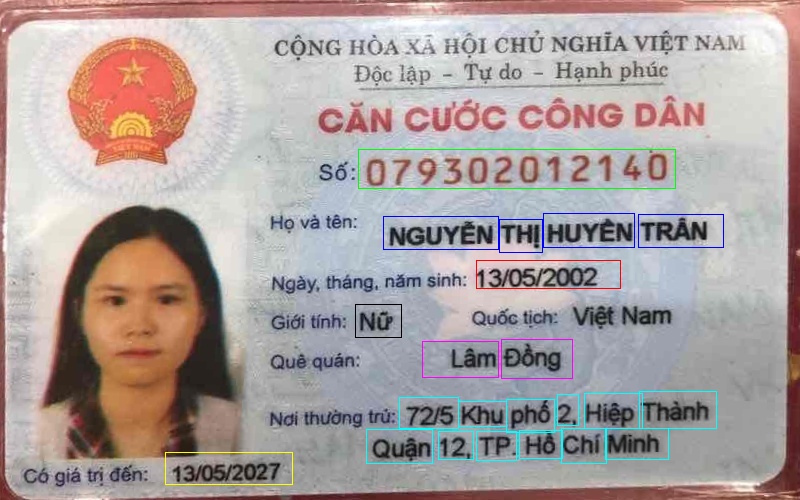 CỘNG HÒA XÃ HỘI CHỦ NGHĨA VIỆT NAM
Độc lập - Tự do - Hạnh phúc
CĂN CƯỚC CÔNG DÂN
Số: 079302012140
Họ và tên: NGUYỄN THỊ HUYỀN TRÂN
Ngày, tháng, năm sinh: 13/05/2002
Giới tính: Nữ Quốc tịch: Việt Nam
Quê quán: Lâm Đồng
Nơi thường trú: 72/5 Khu phố 2, Hiệp Thành
Quận 12, TP. Hồ Chí Minh
Có giá trị đến: 13/05/2027